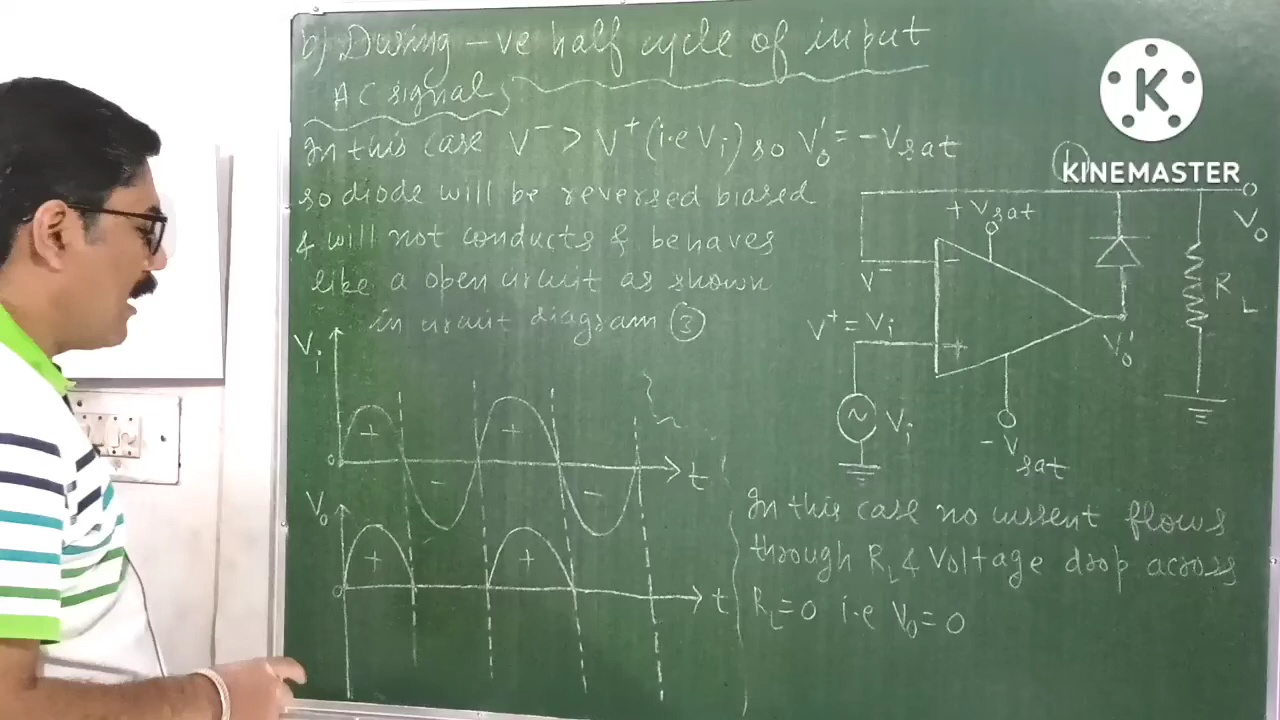 b) During -ve half cycle of input
AC signal,
In this case V⁻ > V⁺ (i.e Vi) so Vo' = -Vsat
so diode will be reversed biased
& will not conducts & behaves
like a open circuit as shown
in circuit diagram ③
K
KINEMASTER
①
Vo
+Vsat
V⁻
-
RL
V⁺ = Vi
+
Vo'
Vi
-Vsat
Vi
+
+
o
-
-
t
Vo
+
+
o
t
In this case no current flows
through RL & Voltage drop across
RL = 0 i.e Vo = 0